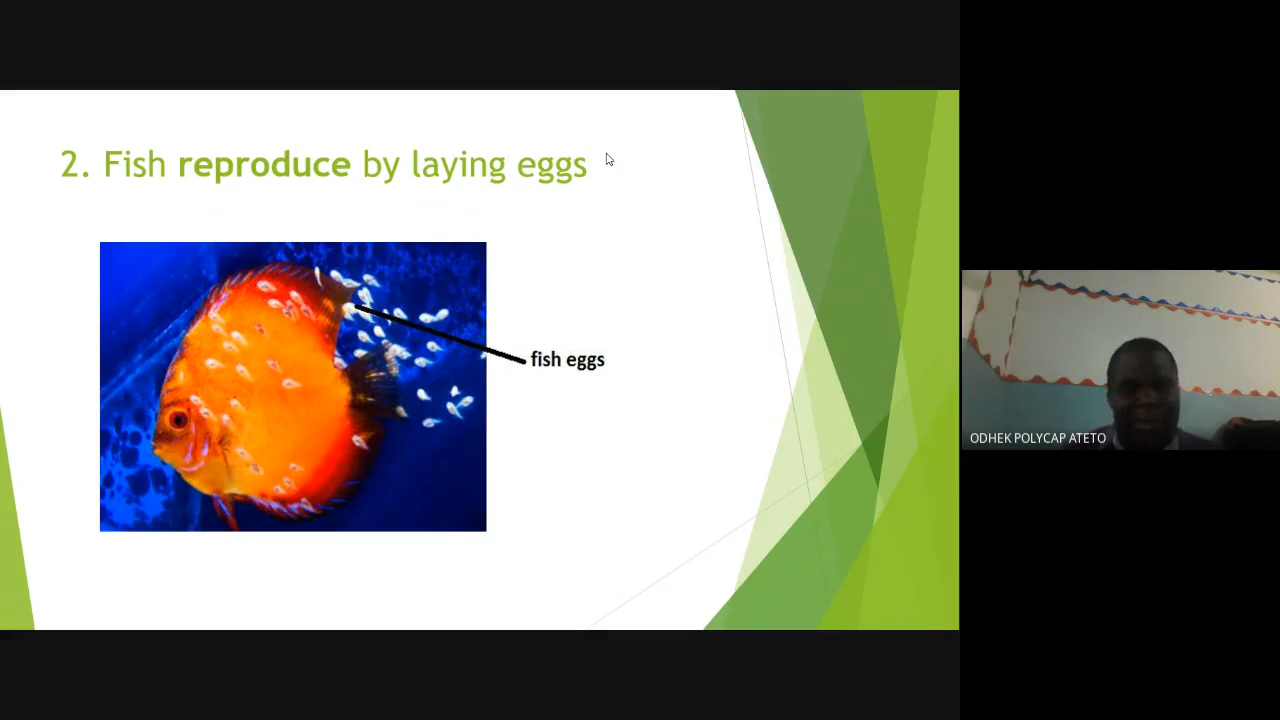 2. Fish reproduce by laying eggs
fish eggs
ODHEK POLYCAP ATETO